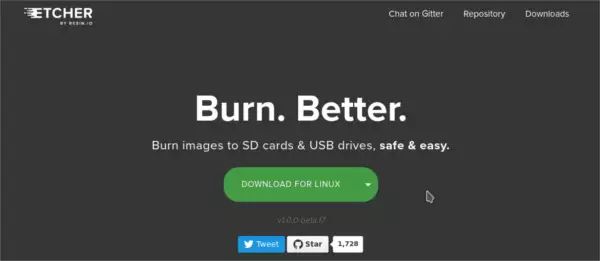 ETCHER
BY RESIN.IO
Chat on Gitter Repository Downloads
Burn. Better.
Burn images to SD cards & USB drives, safe & easy.
DOWNLOAD FOR LINUX
v1.0.0-beta.17
Tweet Star 1,728